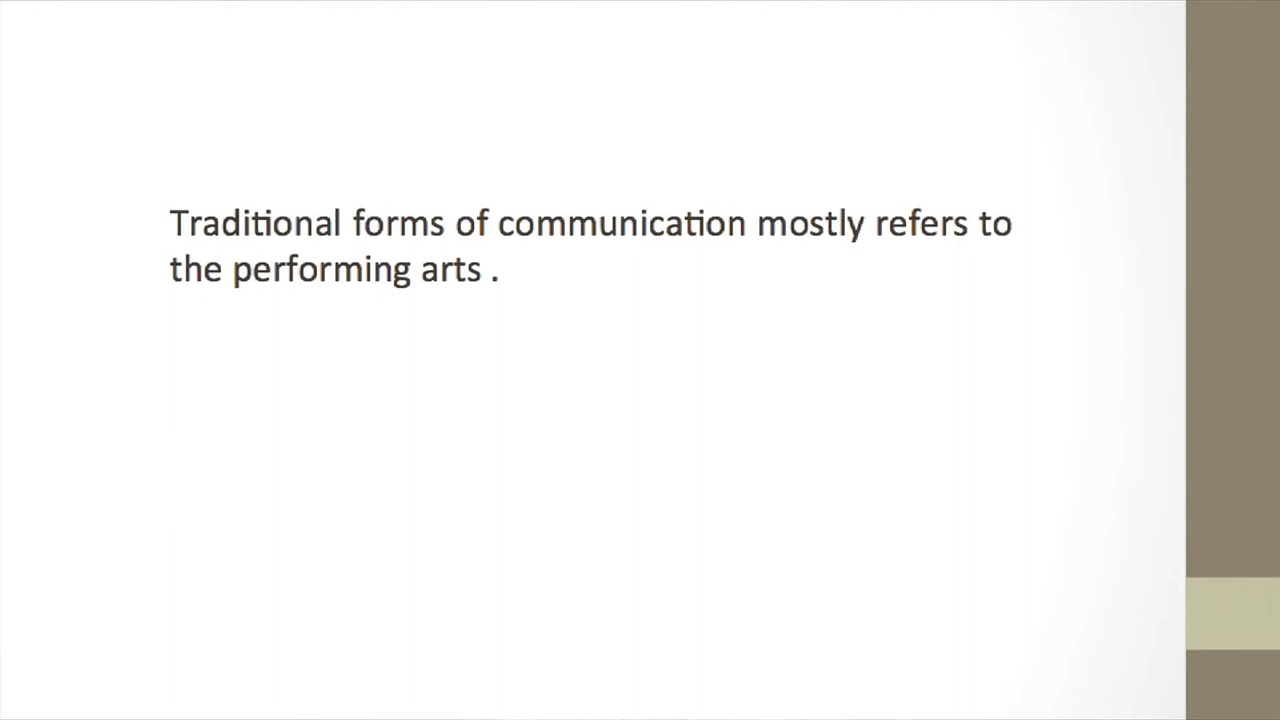 Traditional forms of communication mostly refers to
the performing arts .